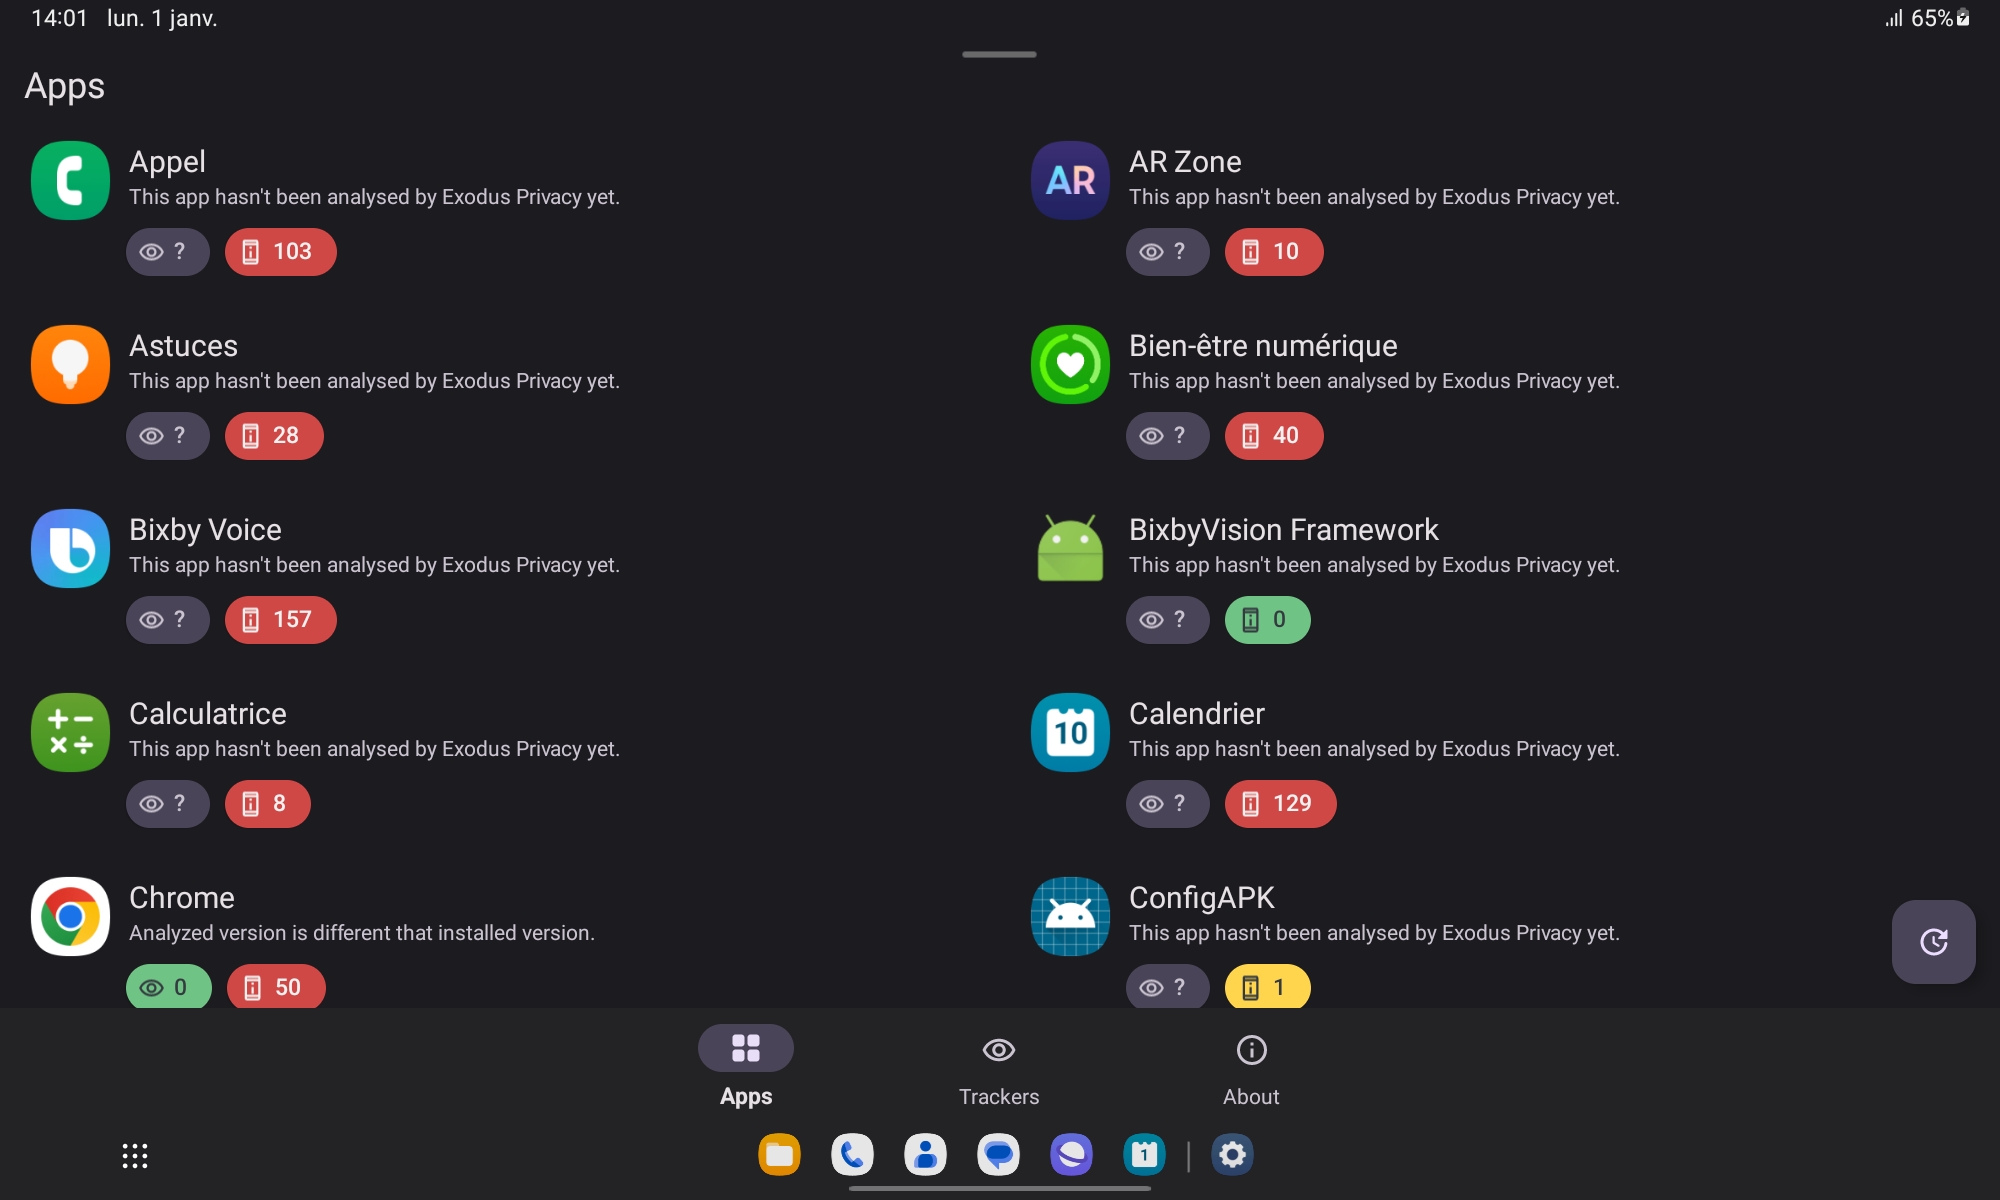 14:01 lun. 1 janv.
65%
Apps
Appel
This app hasn't been analysed by Exodus Privacy yet.
? 103
AR Zone
This app hasn't been analysed by Exodus Privacy yet.
? 10
Astuces
This app hasn't been analysed by Exodus Privacy yet.
? 28
Bien-être numérique
This app hasn't been analysed by Exodus Privacy yet.
? 40
Bixby Voice
This app hasn't been analysed by Exodus Privacy yet.
? 157
BixbyVision Framework
This app hasn't been analysed by Exodus Privacy yet.
? 0
Calculatrice
This app hasn't been analysed by Exodus Privacy yet.
? 8
10
Calendrier
This app hasn't been analysed by Exodus Privacy yet.
? 129
Chrome
Analyzed version is different that installed version.
0 50
ConfigAPK
This app hasn't been analysed by Exodus Privacy yet.
? 1
AR
Apps
Trackers
About
1